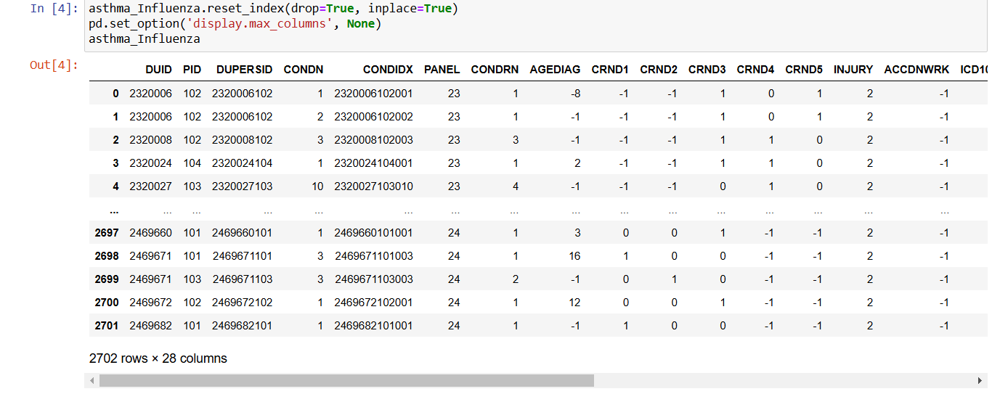 In [4]: asthma_Influenza.reset_index(drop=True, inplace=True)
pd.set_option('display.max_columns', None)
asthma_Influenza
Out[4]:
DUID PID DUPERSID CONDN CONDIDX PANEL CONDRN AGEDIAG CRND1 CRND2 CRND3 CRND4 CRND5 INJURY ACCDNWRK
0 2320006 102 2320006102 1 2320006102001 23 1 -8 -1 -1 1 0 1 2 -1
1 2320006 102 2320006102 2 2320006102002 23 1 -1 -1 -1 1 0 1 2 -1
2 2320008 102 2320008102 3 2320008102003 23 3 -1 -1 -1 1 1 0 2 -1
3 2320024 104 2320024104 1 2320024104001 23 1 2 -1 -1 1 1 0 2 -1
4 2320027 103 2320027103 10 2320027103010 23 4 -1 -1 -1 0 1 0 2 -1
... ... ... ... ... ... ... ... ... ... ... ... ... ... ... ...
2697 2469660 101 2469660101 1 2469660101001 24 1 3 0 0 1 -1 -1 2 -1
2698 2469671 101 2469671101 3 2469671101003 24 1 16 1 0 0 -1 -1 2 -1
2699 2469671 103 2469671103 3 2469671103003 24 2 -1 0 1 0 -1 -1 2 -1
2700 2469672 102 2469672102 1 2469672102001 24 1 12 0 0 1 -1 -1 2 -1
2701 2469682 101 2469682101 1 2469682101001 24 1 -1 1 0 0 -1 -1 2 -1
2702 rows × 28 columns